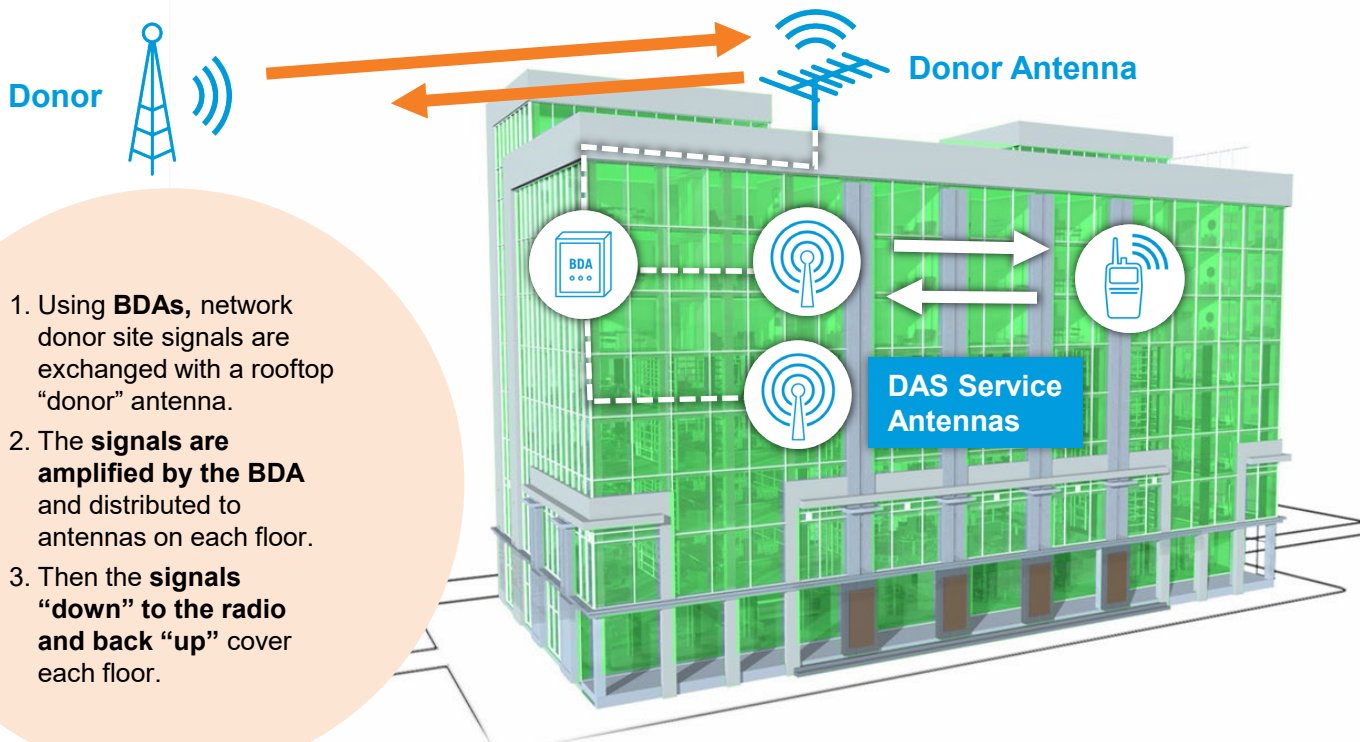 Donor
Donor Antenna
BDA
DAS Service
Antennas
1. Using BDAs, network
donor site signals are
exchanged with a rooftop
“donor” antenna.
2. The signals are
amplified by the BDA
and distributed to
antennas on each floor.
3. Then the signals
“down” to the radio
and back “up” cover
each floor.